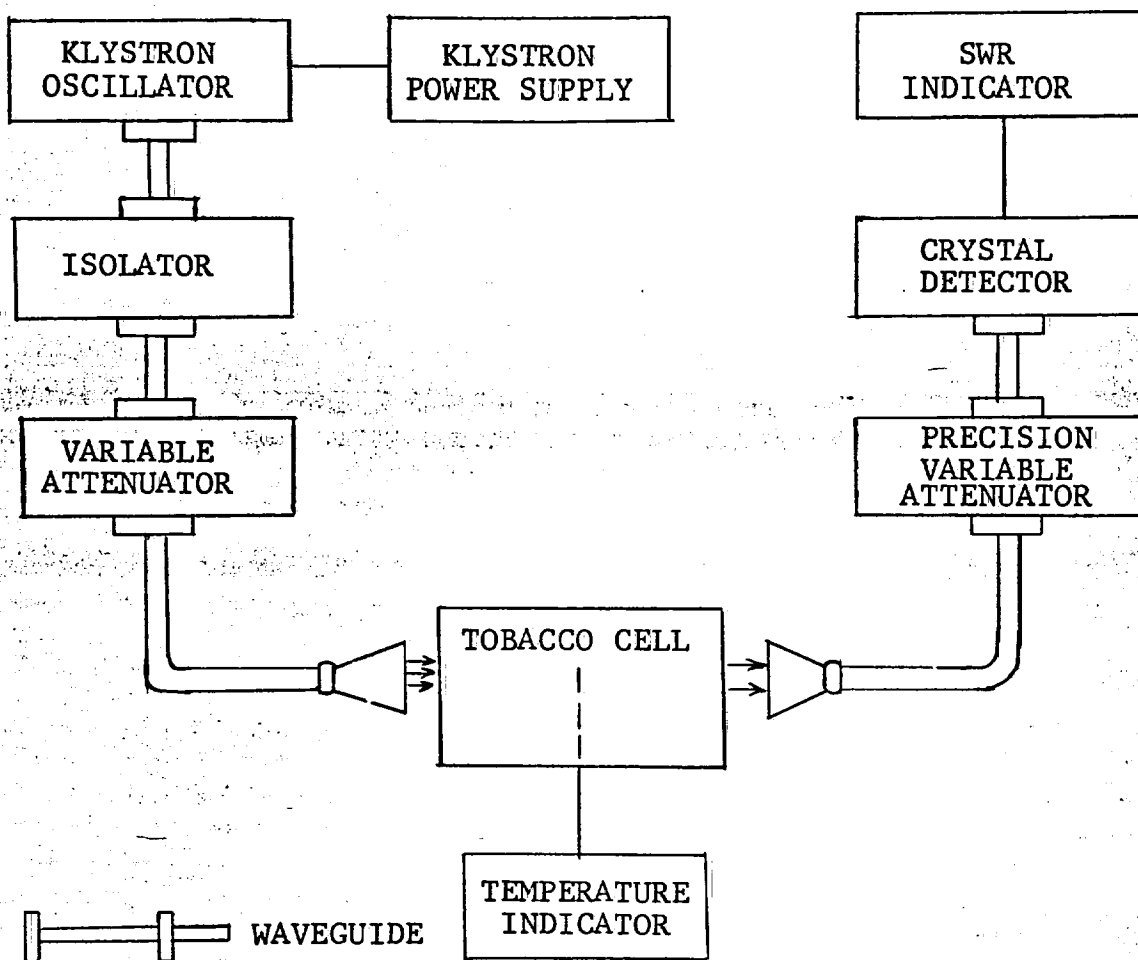 KLYSTRON
OSCILLATOR
KLYSTRON
POWER SUPPLY
SWR
INDICATOR
ISOLATOR
CRYSTAL
DETECTOR
VARIABLE
ATTENUATOR
PRECISION
VARIABLE
ATTENUATOR
TOBACCO CELL
TEMPERATURE
INDICATOR
WAVEGUIDE